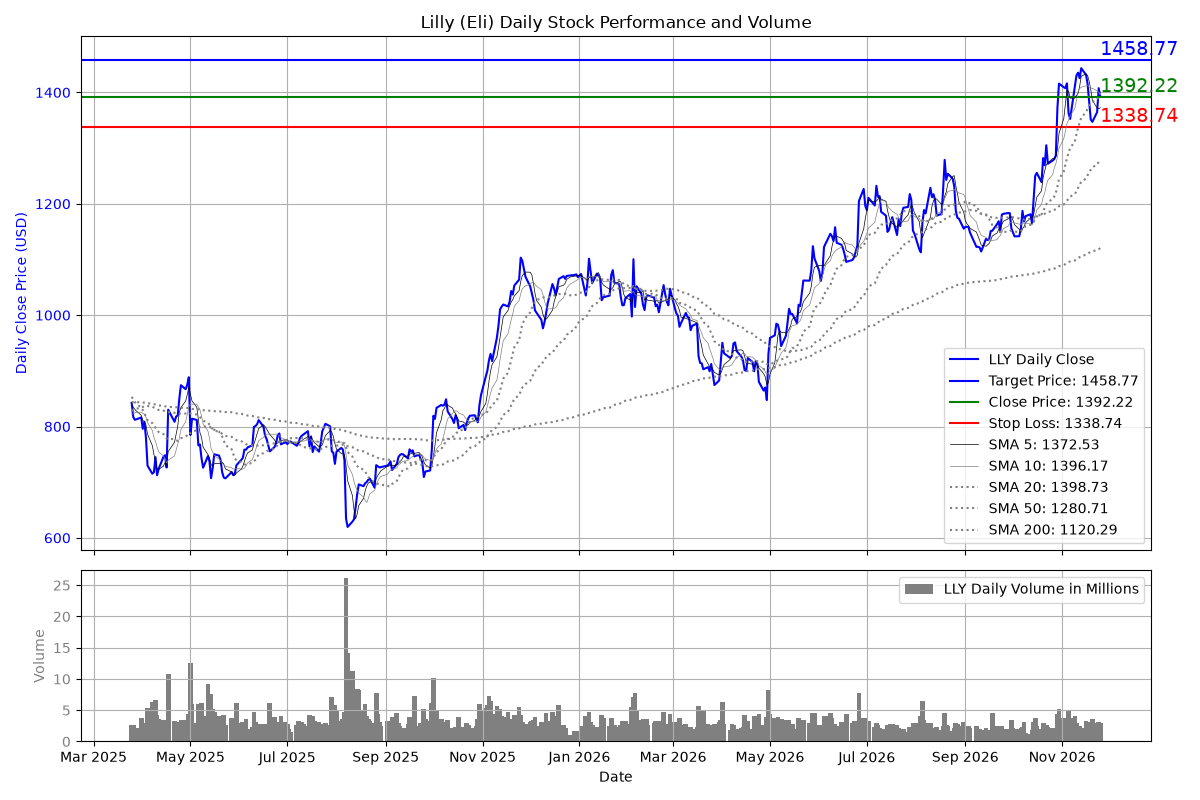 Lilly (Eli) Daily Stock Performance and Volume
1458.77
1392.22
1338.74
1400
1200
1000
800
600
Daily Close Price (USD)
LLY Daily Close
Target Price: 1458.77
Close Price: 1392.22
Stop Loss: 1338.74
SMA 5: 1372.53
SMA 10: 1396.17
SMA 20: 1398.73
SMA 50: 1280.71
SMA 200: 1120.29
25
20
15
10
5
0
Volume
LLY Daily Volume in Millions
Mar 2025 May 2025 Jul 2025 Sep 2025 Nov 2025 Jan 2026 Mar 2026 May 2026 Jul 2026 Sep 2026 Nov 2026
Date